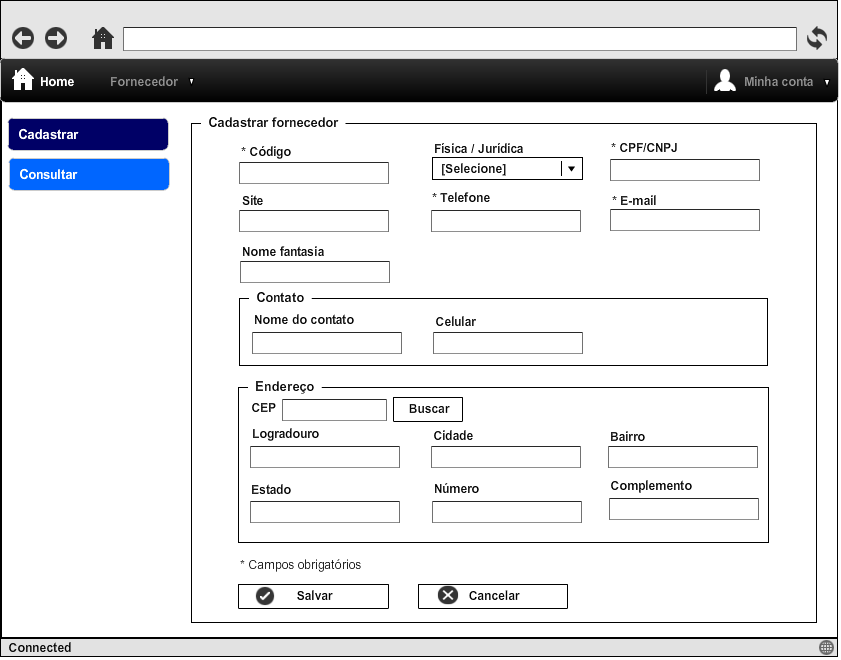 Home Fornecedor Minha conta
Cadastrar
Consultar
Cadastrar fornecedor
* Código Física / Jurídica * CPF/CNPJ
[Selecione]
Site * Telefone * E-mail
Nome fantasia
Contato
Nome do contato Celular
Endereço
CEP Buscar
Logradouro Cidade Bairro
Estado Número Complemento
* Campos obrigatórios
Salvar Cancelar
Connected